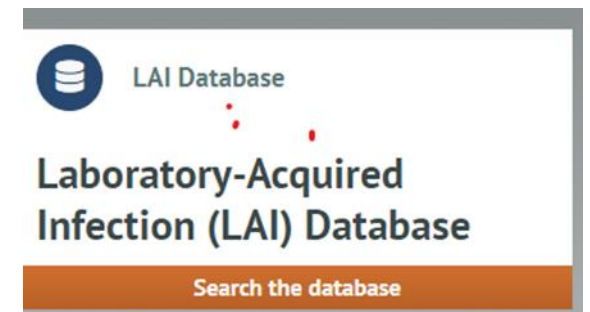 LAI Database
Laboratory-Acquired
Infection (LAI) Database
Search the database